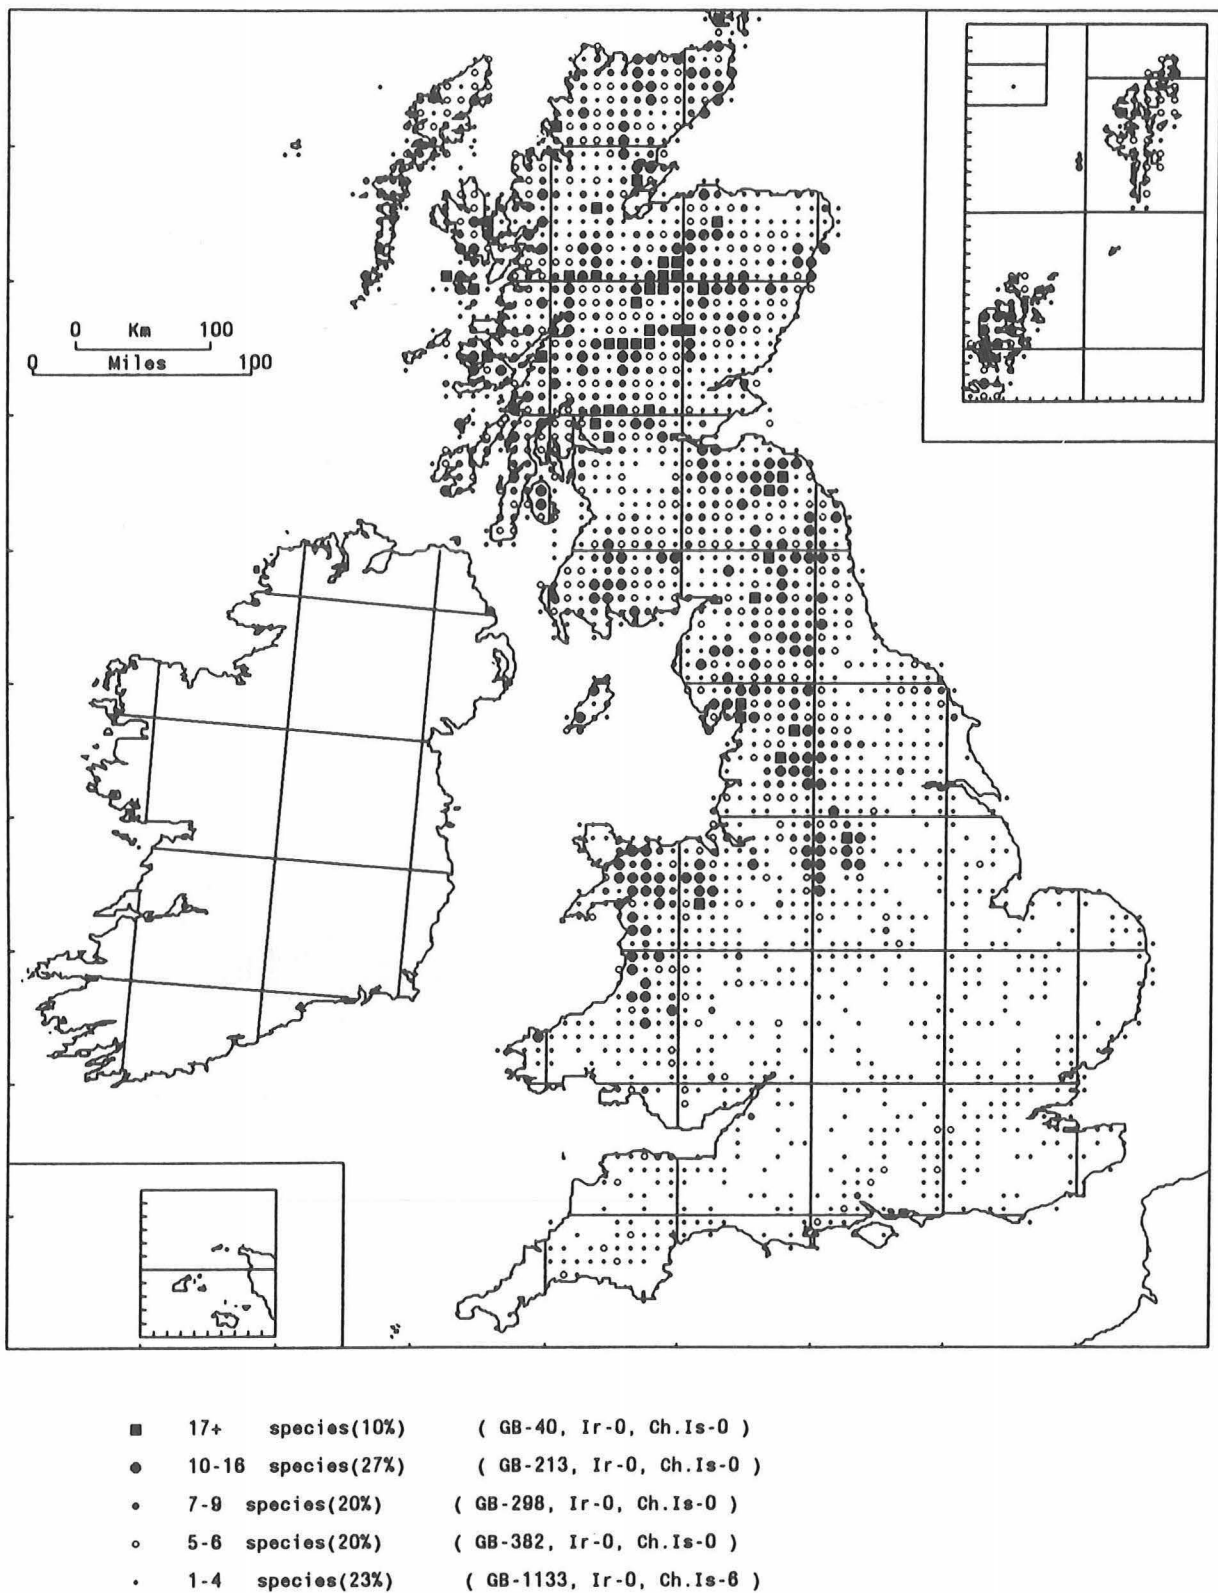 0 Km 100
0 Miles 100
■ 17+ species(10%) ( GB-40, Ir-0, Ch.Is-0 )
● 10-16 species(27%) ( GB-213, Ir-0, Ch.Is-0 )
• 7-9 species(20%) ( GB-298, Ir-0, Ch.Is-0 )
○ 5-6 species(20%) ( GB-382, Ir-0, Ch.Is-0 )
· 1-4 species(23%) ( GB-1133, Ir-0, Ch.Is-6 )